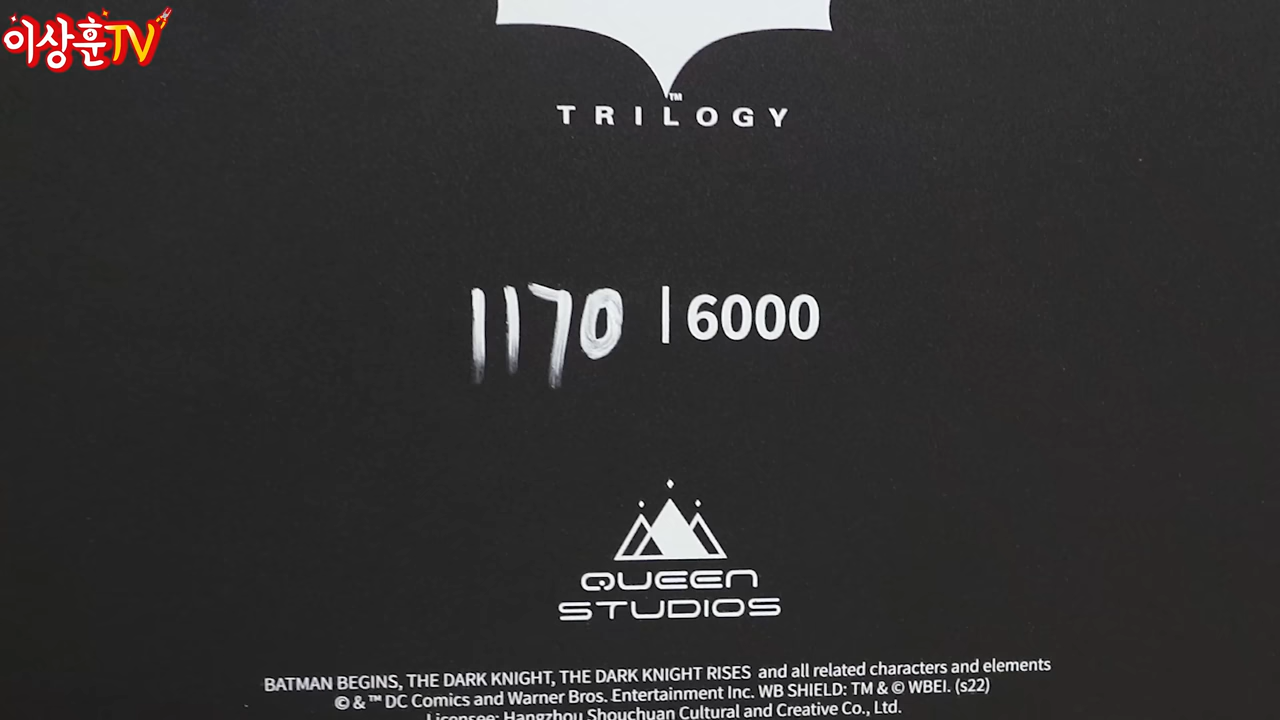 이상훈TV
™
TRILOGY
1170 | 6000
QUEEN
STUDIOS
BATMAN BEGINS, THE DARK KNIGHT, THE DARK KNIGHT RISES and all related characters and elements
© & ™ DC Comics and Warner Bros. Entertainment Inc. WB SHIELD: TM & © WBEI. (s22)
Licensee: Hangzhou Shouchuan Cultural and Creative Co., Ltd.